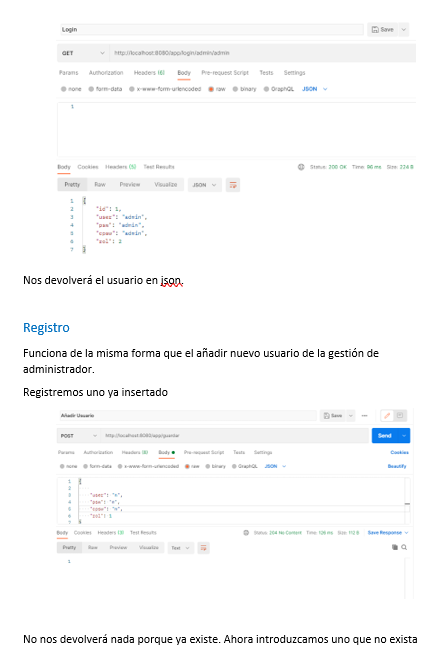 Login
Save
GET http://localhost:8080/app/login/admin/admin
Params Authorization Headers (8) Body Pre-request Script Tests Settings
none form-data x-www-form-urlencoded raw binary GraphQL JSON
1
Body Cookies Headers (5) Test Results Status: 200 OK Time: 96 ms Size: 224 B
Pretty Raw Preview Visualize JSON
1 {
2 "id": 1,
3 "user": "admin",
4 "paw": "admin",
5 "cpaw": "admin",
6 "rol": 2
7 }
Nos devolverá el usuario en json.
Registro
Funciona de la misma forma que el añadir nuevo usuario de la gestión de
administrador.
Registremos uno ya insertado
Añadir Usuario Save
POST http://localhost:8080/app/guardar Send
Params Authorization Headers (8) Body Pre-request Script Tests Settings Cookies
none form-data x-www-form-urlencoded raw binary GraphQL JSON Beautify
1 {
2
3 "user": "n",
4 "paw": "n",
5 "cpaw": "n",
6 "rol": 1
7 }
Body Cookies Headers (3) Test Results Status: 204 No Content Time: 126 ms Size: 112 B Save Response
Pretty Raw Preview Visualize Text
1
No nos devolverá nada porque ya existe. Ahora introduzcamos uno que no exista